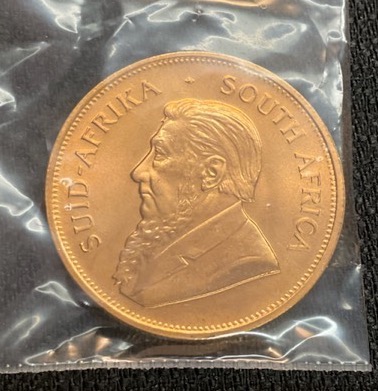 SUID-AFRIKA · SOUTH AFRICA